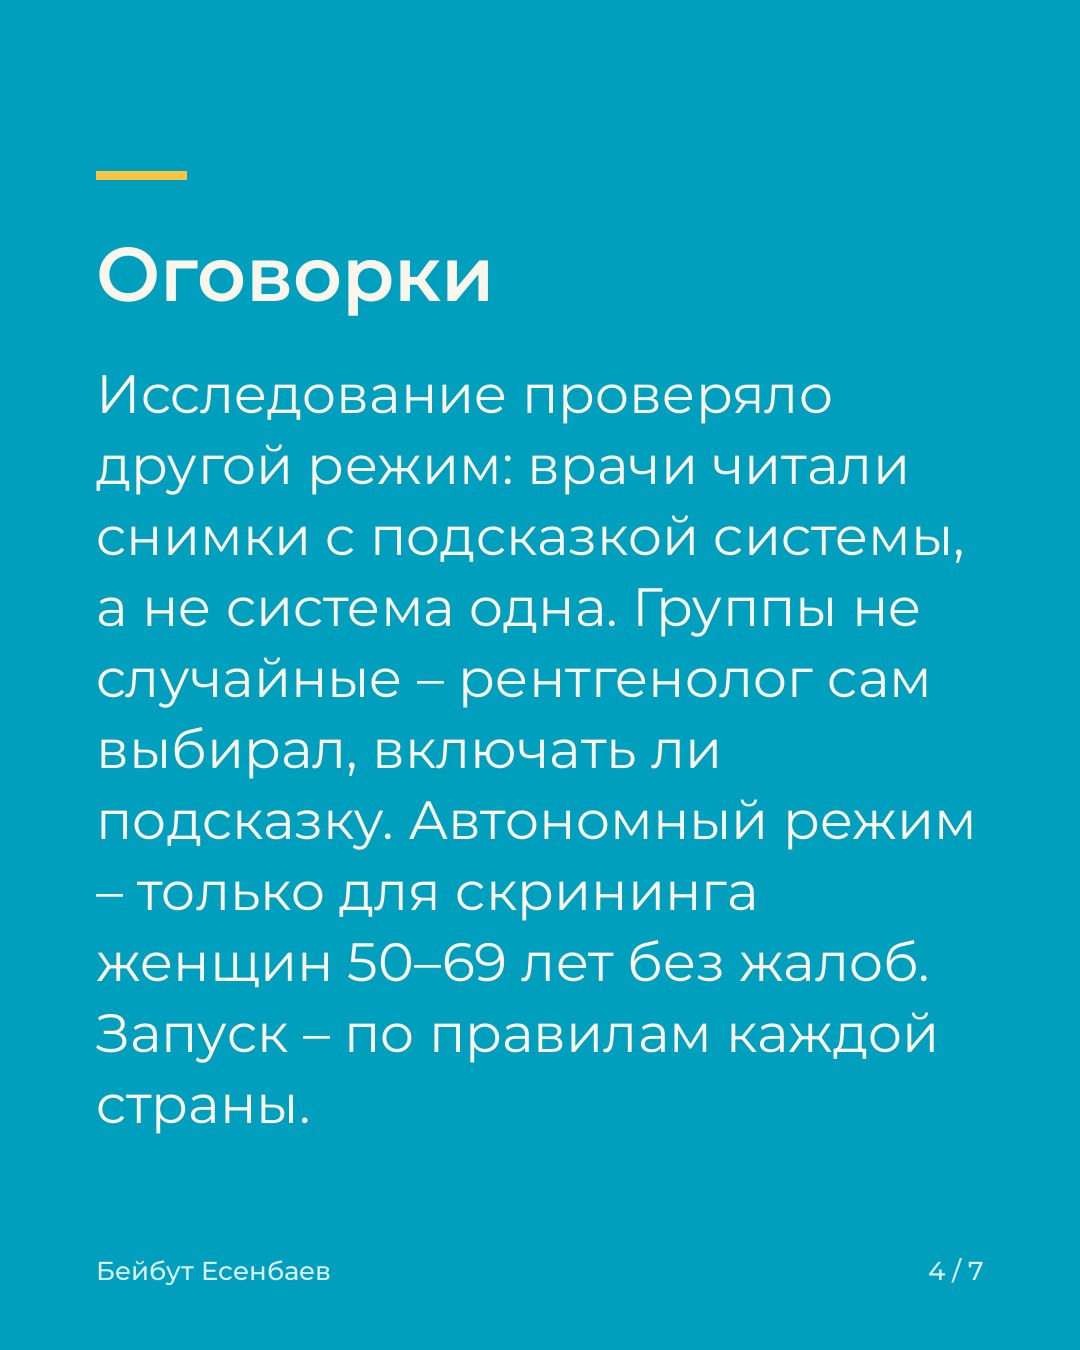 Оговорки
Исследование проверяло
другой режим: врачи читали
снимки с подсказкой системы,
а не система одна. Группы не
случайные – рентгенолог сам
выбирал, включать ли
подсказку. Автономный режим
– только для скрининга
женщин 50–69 лет без жалоб.
Запуск – по правилам каждой
страны.
Бейбут Есенбаев
4 / 7